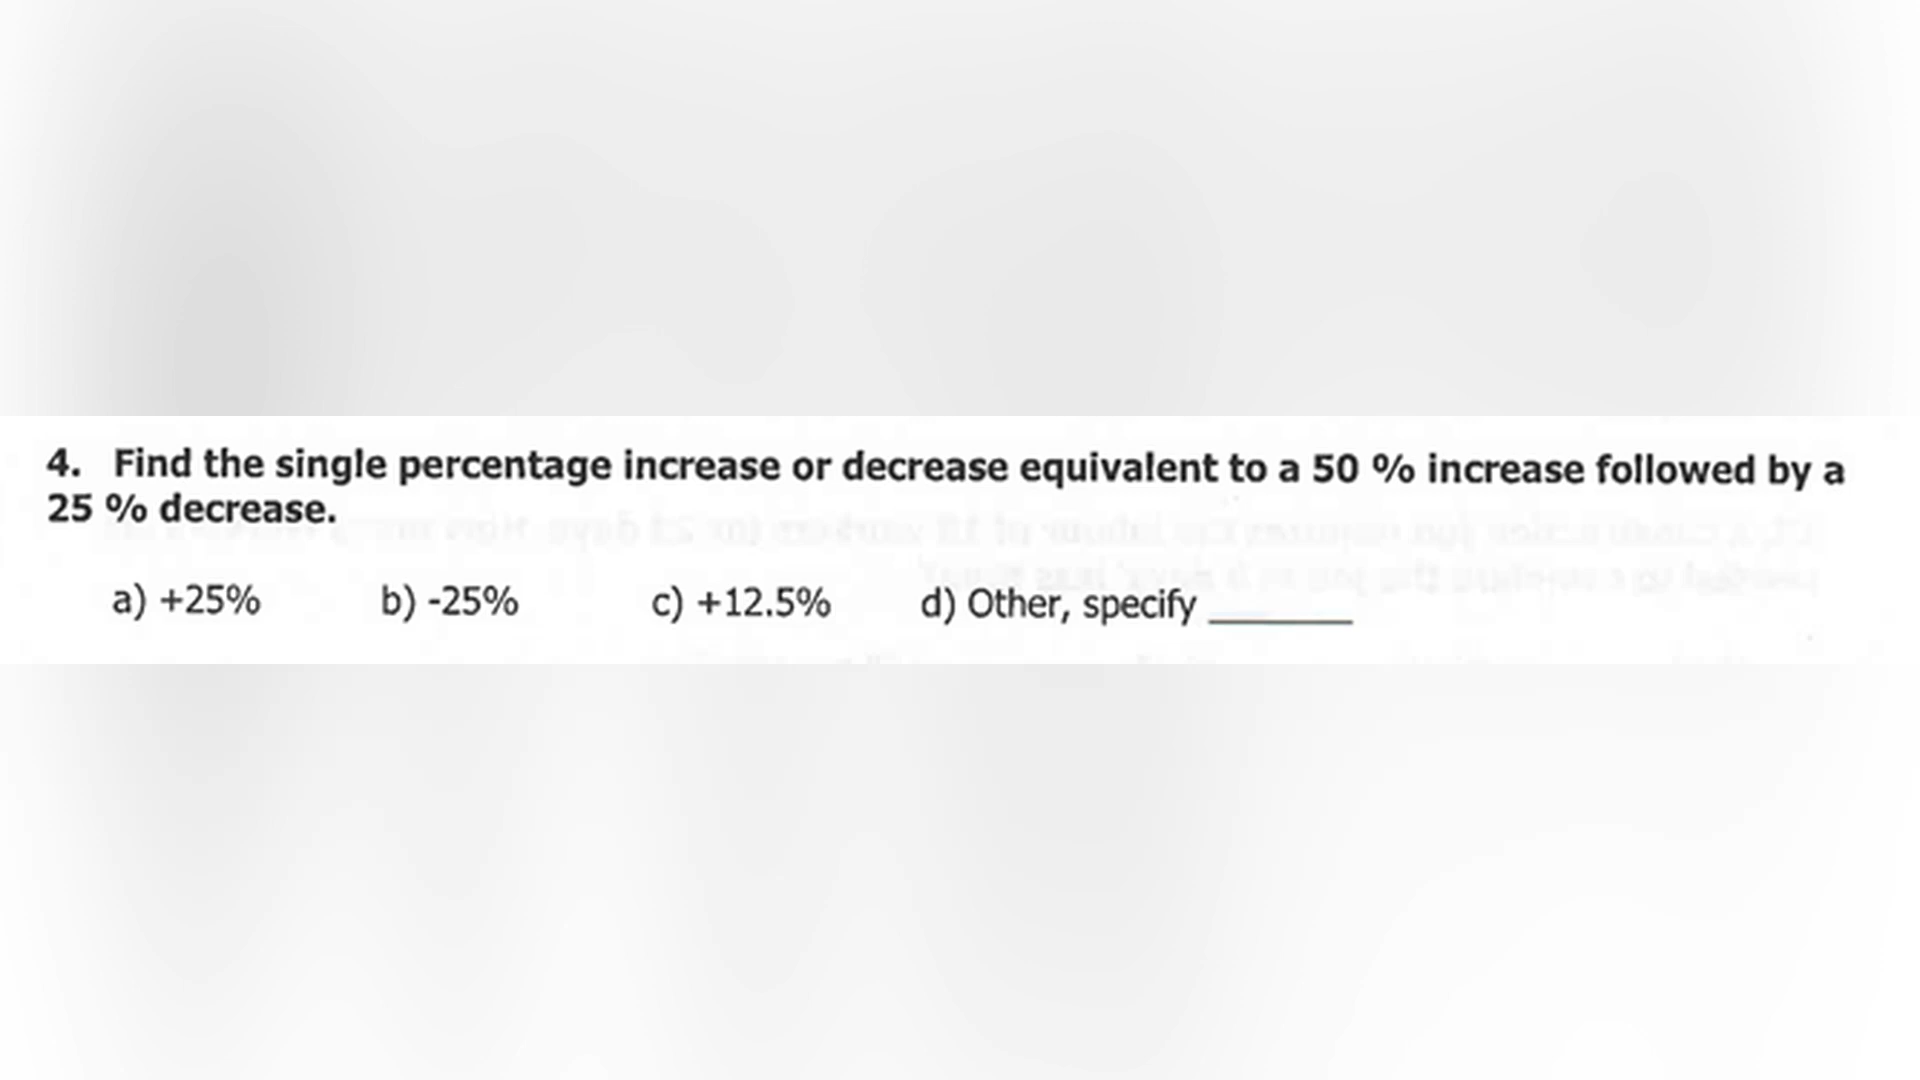 4. Find the single percentage increase or decrease equivalent to a 50 % increase followed by a
25 % decrease.
a) +25% b) -25% c) +12.5% d) Other, specify ________